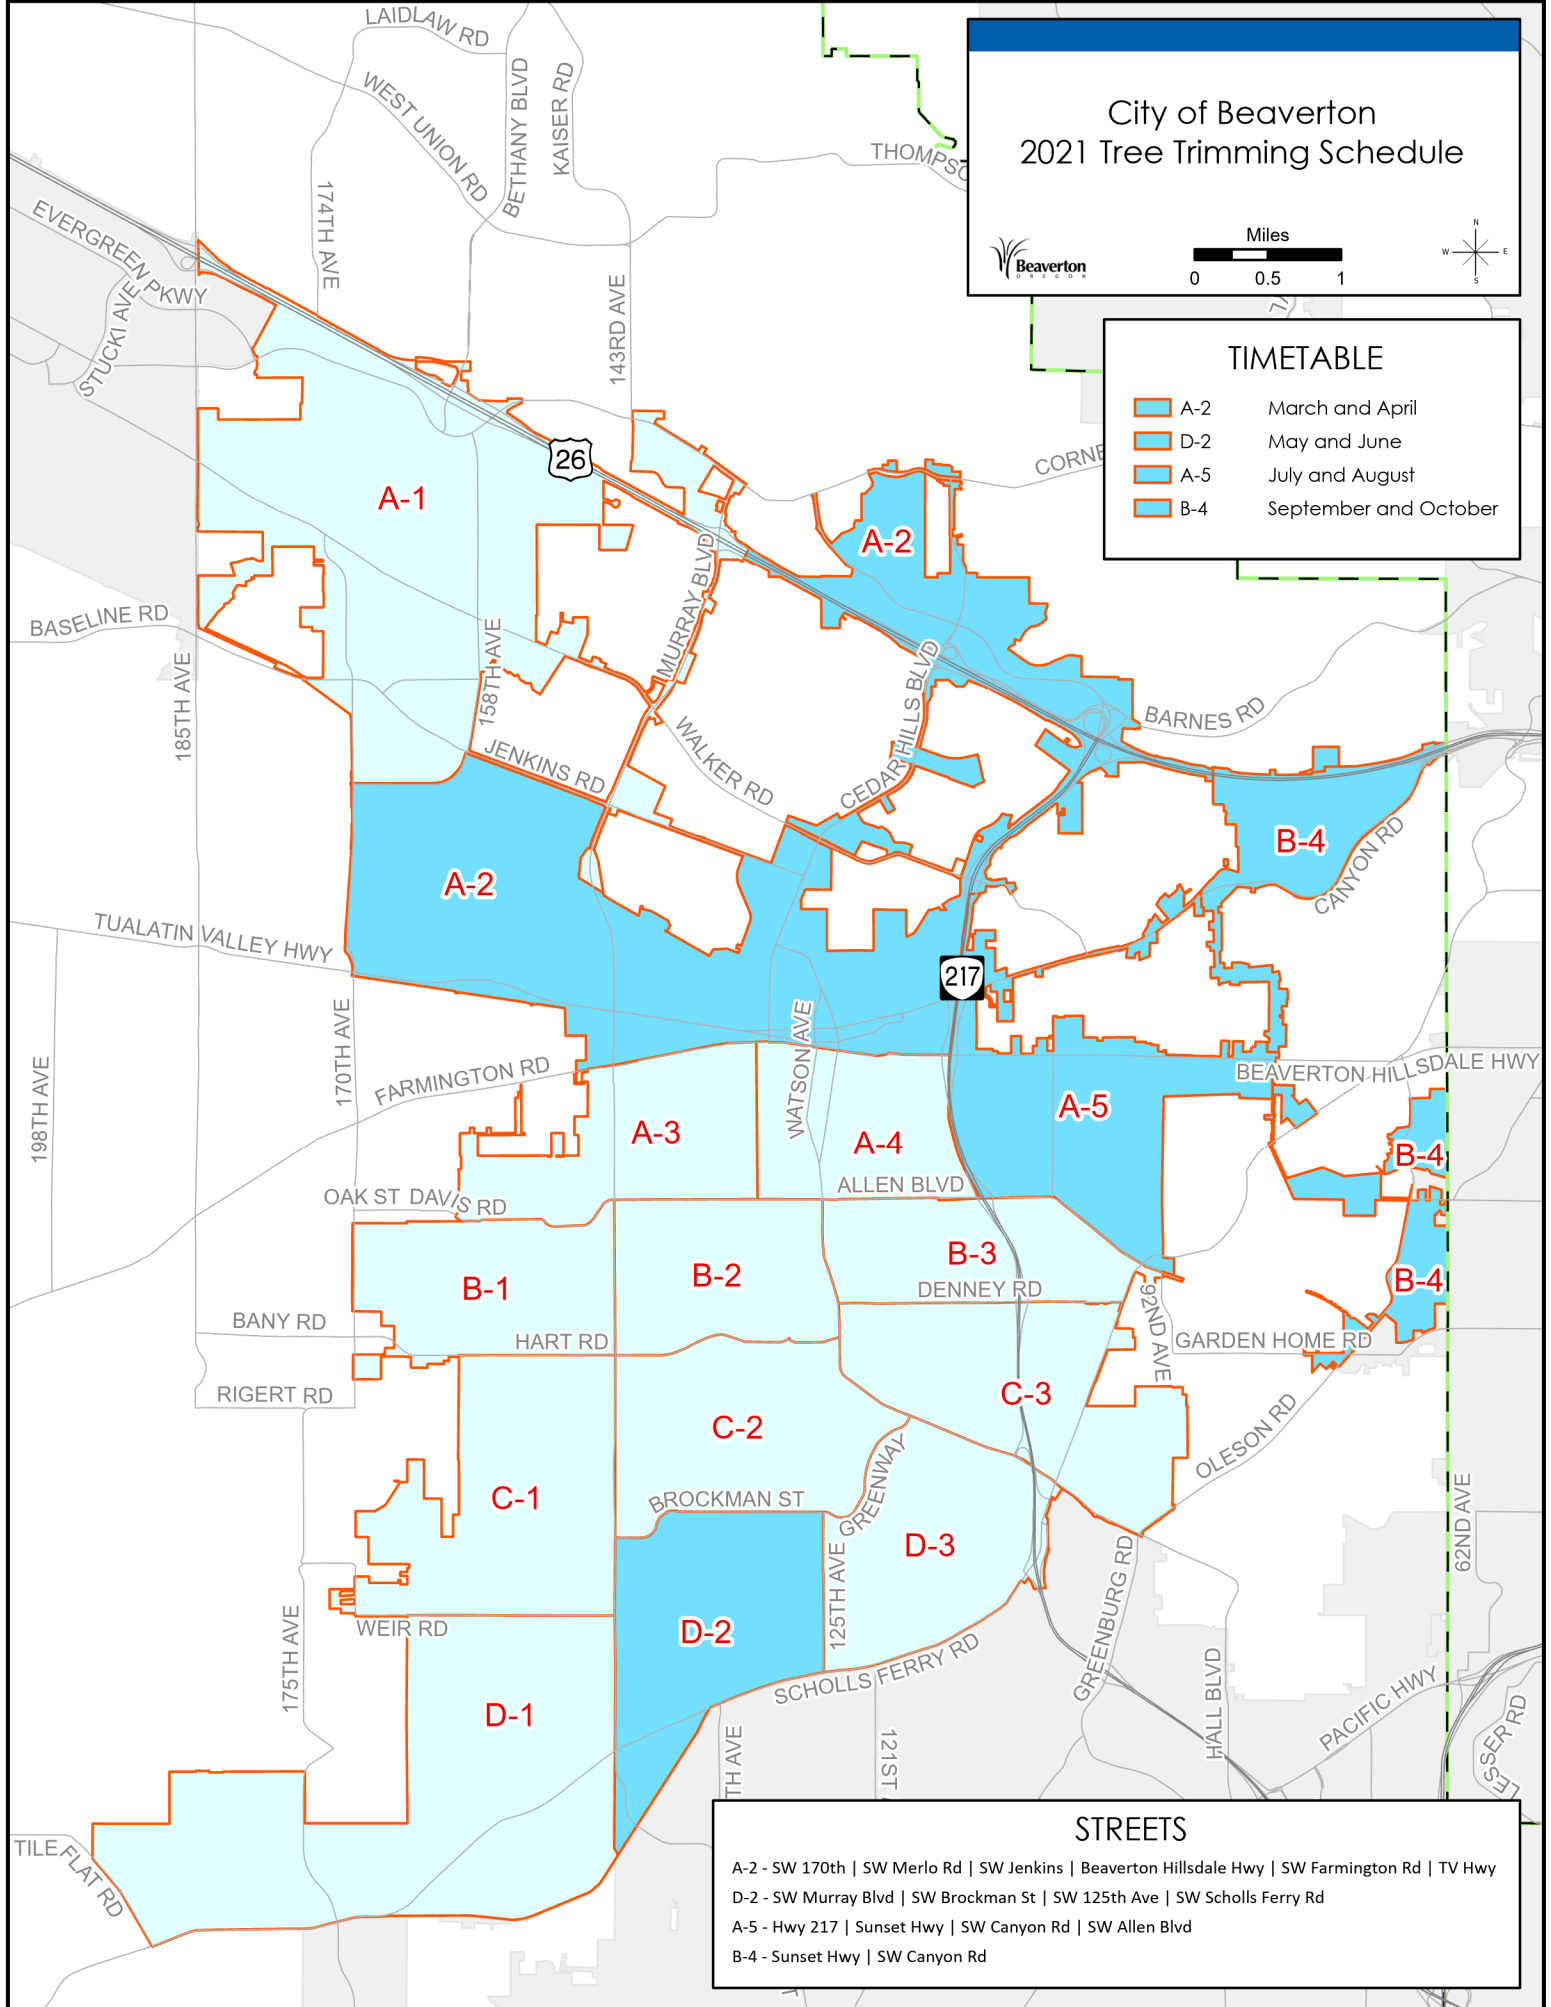 City of Beaverton
2021 Tree Trimming Schedule
Miles
0 0.5 1
N
W E
S
Beaverton
OREGON
TIMETABLE
A-2 March and April
D-2 May and June
A-5 July and August
B-4 September and October
LAIDLAW RD
WEST UNION RD
BETHANY BLVD
KAISER RD
THOMPSO
EVERGREEN PKWY
STUCKI AVE
174TH AVE
143RD AVE
26
CORNE
A-1
A-2
MURRAY BLVD
BASELINE RD
185TH AVE
158TH AVE
JENKINS RD
WALKER RD
CEDAR HILLS BLVD
BARNES RD
B-4
CANYON RD
A-2
TUALATIN VALLEY HWY
217
170TH AVE
198TH AVE
FARMINGTON RD
WATSON AVE
BEAVERTON HILLSDALE HWY
A-3
A-4
A-5
B-4
ALLEN BLVD
OAK ST DAVIS RD
B-1
B-2
B-3
DENNEY RD
B-4
92ND AVE
BANY RD
HART RD
GARDEN HOME RD
RIGERT RD
C-3
C-2
OLESON RD
GREENWAY
C-1
BROCKMAN ST
D-3
125TH AVE
62ND AVE
GREENBURG RD
175TH AVE
WEIR RD
D-2
SCHOLLS FERRY RD
HALL BLVD
PACIFIC HWY
D-1
TH AVE
121ST
LESSER RD
TILE FLAT RD
STREETS
A-2 - SW 170th | SW Merlo Rd | SW Jenkins | Beaverton Hillsdale Hwy | SW Farmington Rd | TV Hwy
D-2 - SW Murray Blvd | SW Brockman St | SW 125th Ave | SW Scholls Ferry Rd
A-5 - Hwy 217 | Sunset Hwy | SW Canyon Rd | SW Allen Blvd
B-4 - Sunset Hwy | SW Canyon Rd